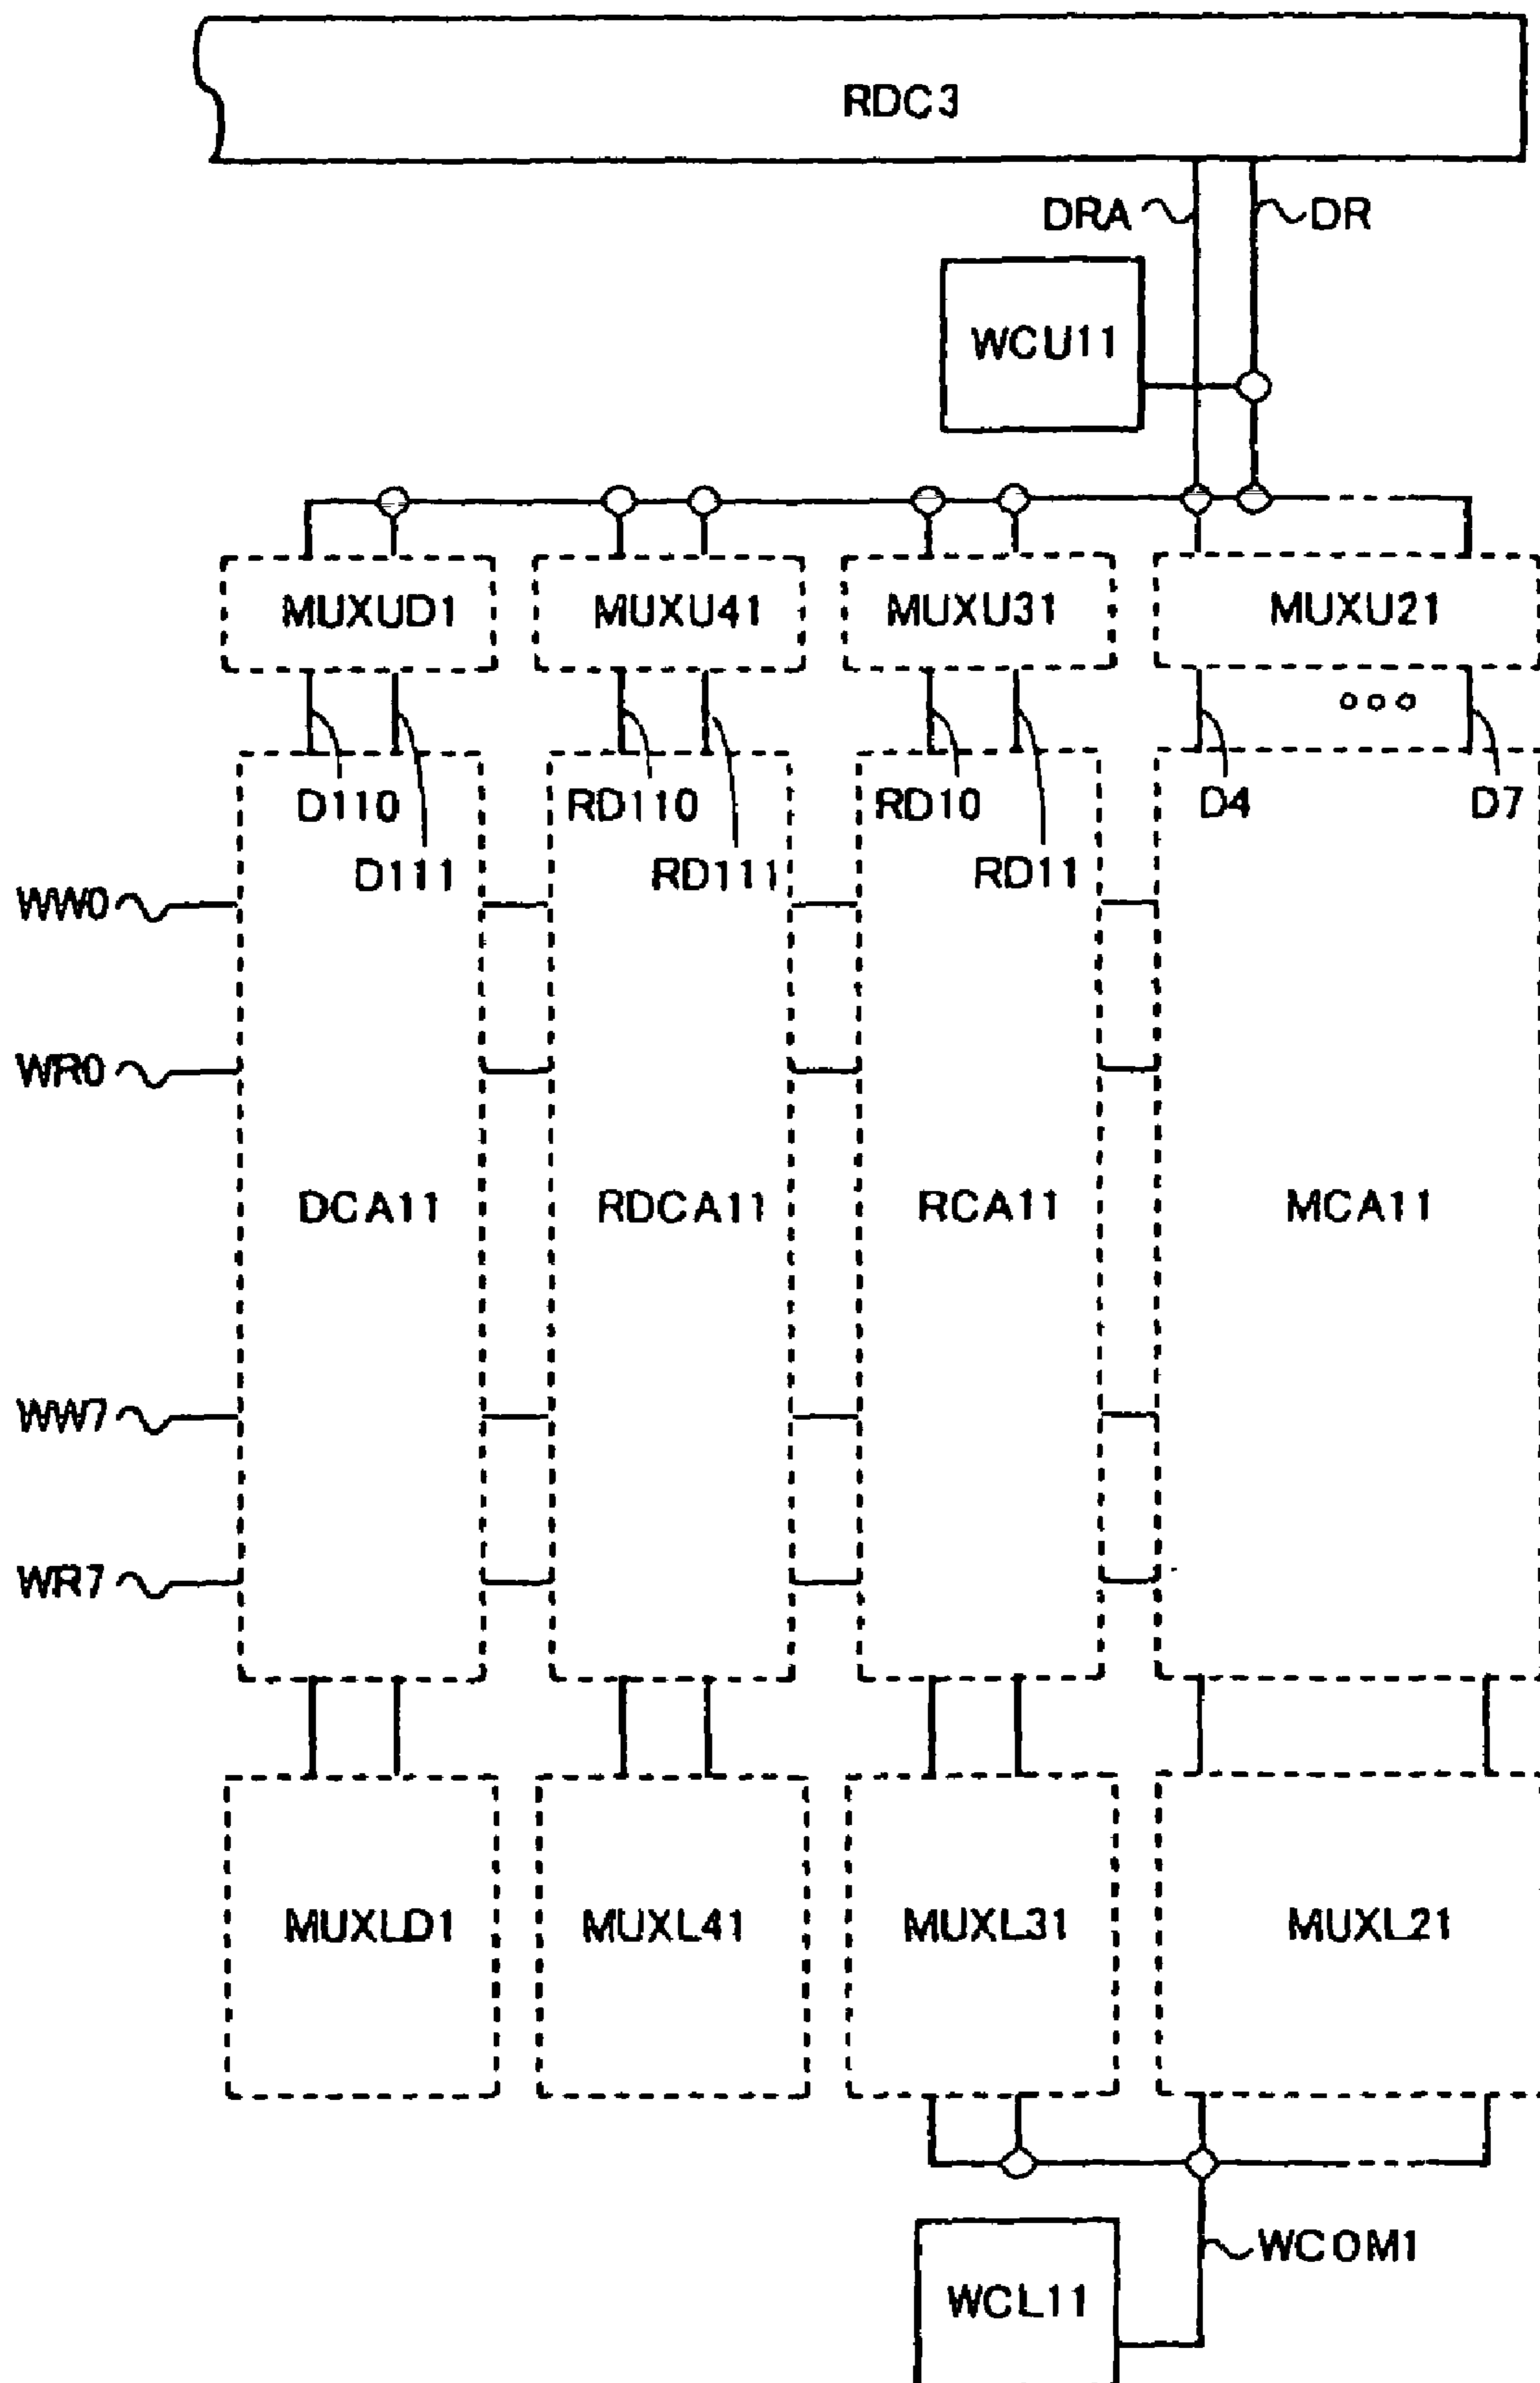 RDC3
DRA DR
WCU11
MUXUD1 MUXU41 MUXU31 MUXU21
D110 RD110 RD10 D4 D7
D111 RD111 RD11
WW0
WR0
DCA11 RDCA11 RCA11 MCA11
WW7
WR7
MUXLD1 MUXL41 MUXL31 MUXL21
WCOM1
WCL11